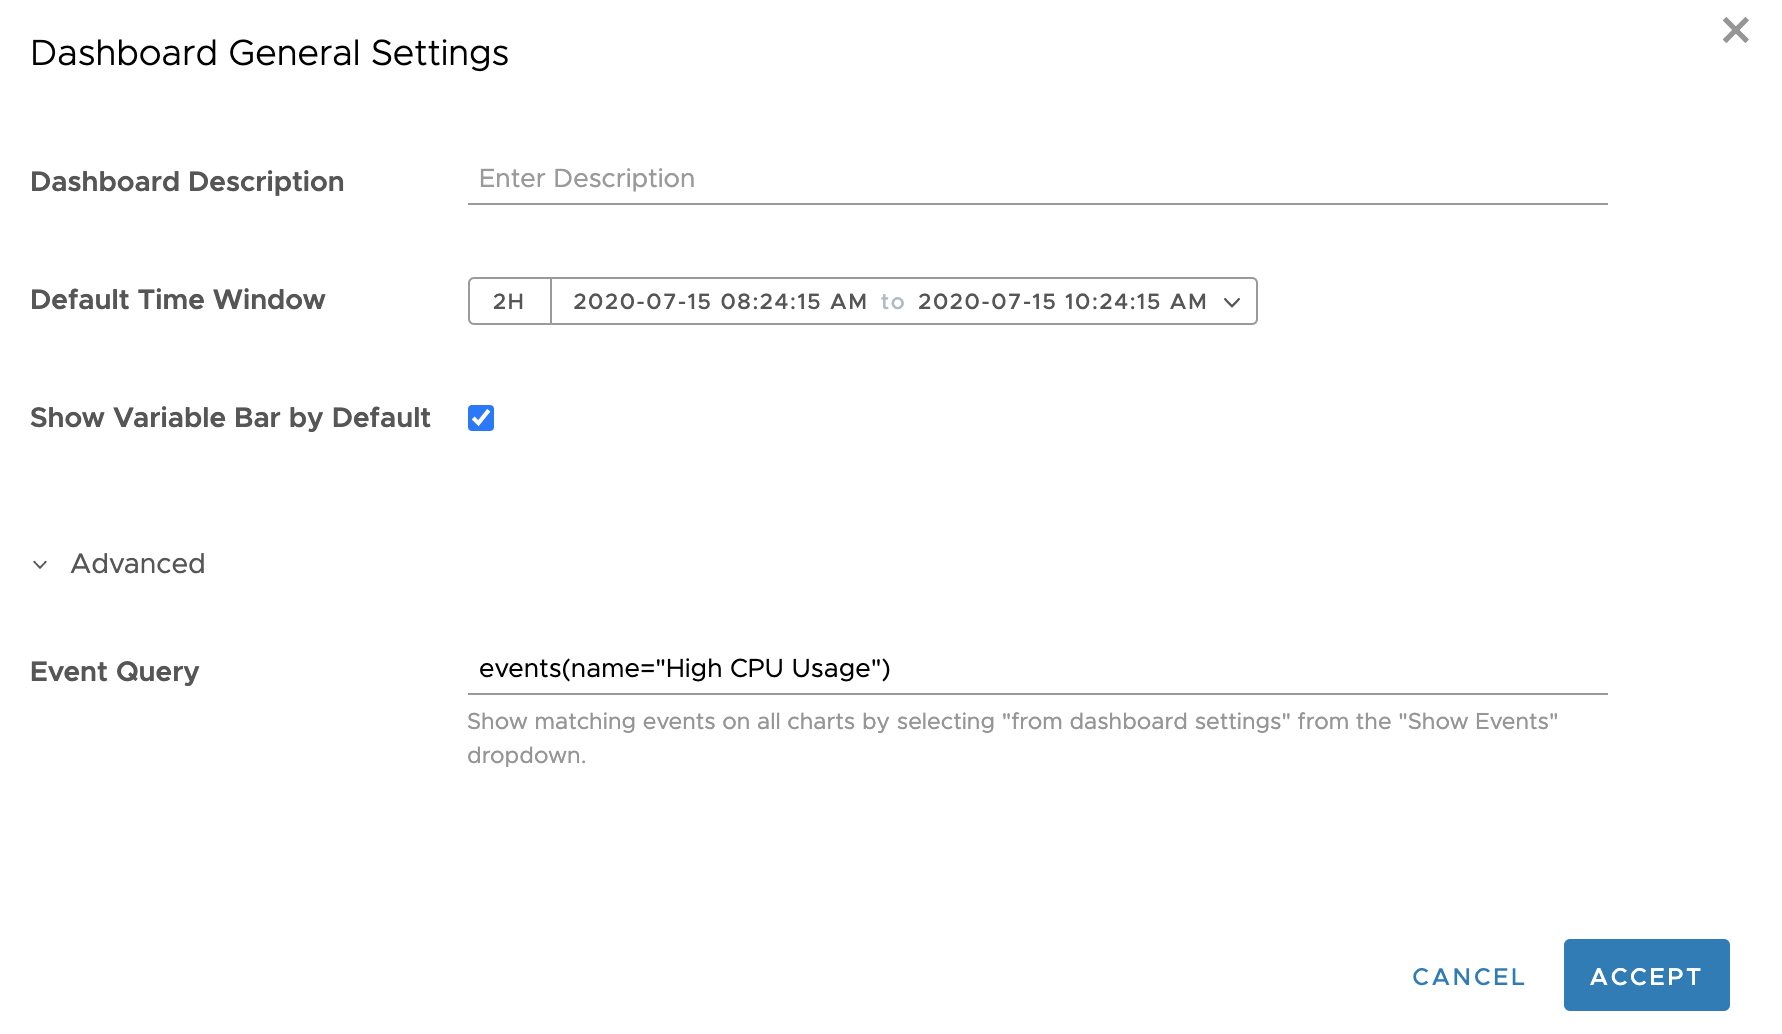 Dashboard General Settings
Dashboard Description
Enter Description
Default Time Window
2H 2020-07-15 08:24:15 AM to 2020-07-15 10:24:15 AM
Show Variable Bar by Default
Advanced
Event Query
events(name="High CPU Usage")
Show matching events on all charts by selecting "from dashboard settings" from the "Show Events"
dropdown.
CANCEL
ACCEPT